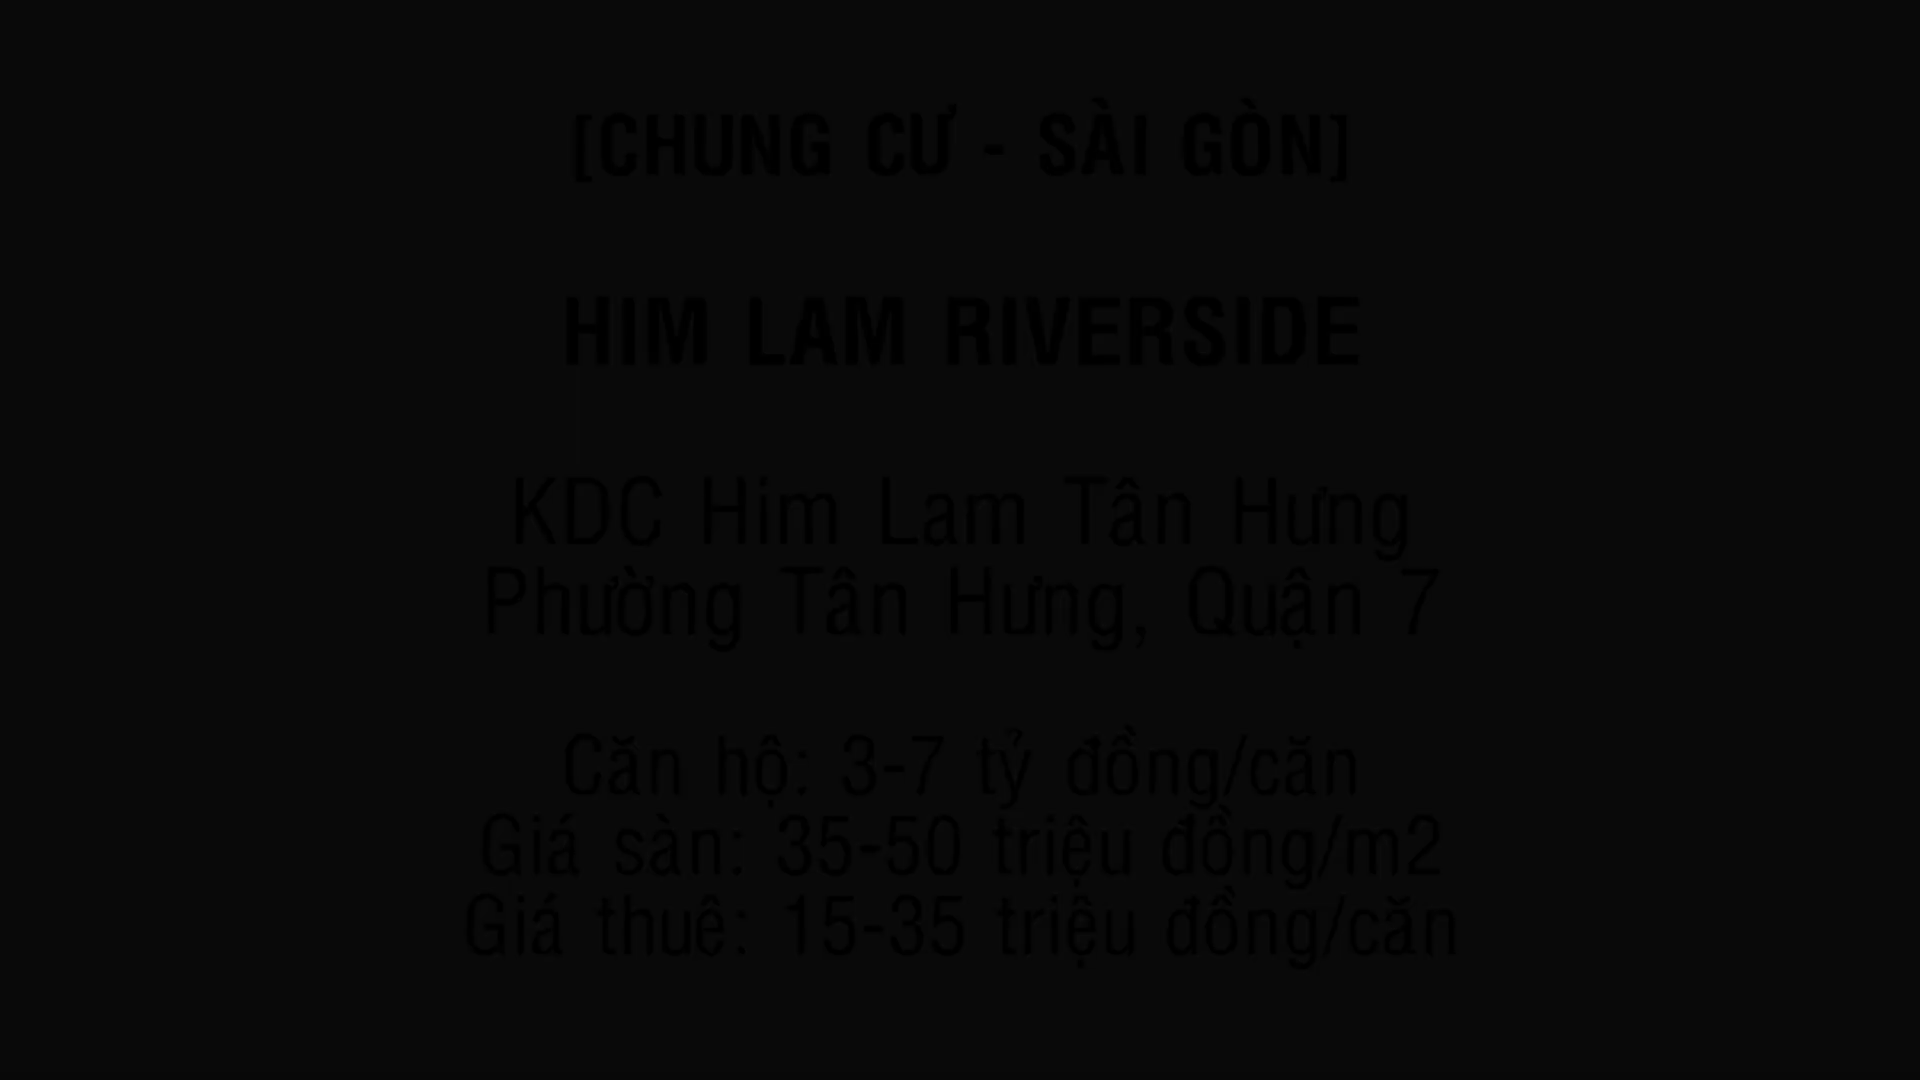 [CHUNG CƯ - SÀI GÒN]
HIM LAM RIVERSIDE
KDC Him Lam Tân Hưng
Phường Tân Hưng, Quận 7
Căn hộ: 3-7 tỷ đồng/căn
Giá sàn: 35-50 triệu đồng/m2
Giá thuê: 15-35 triệu đồng/căn